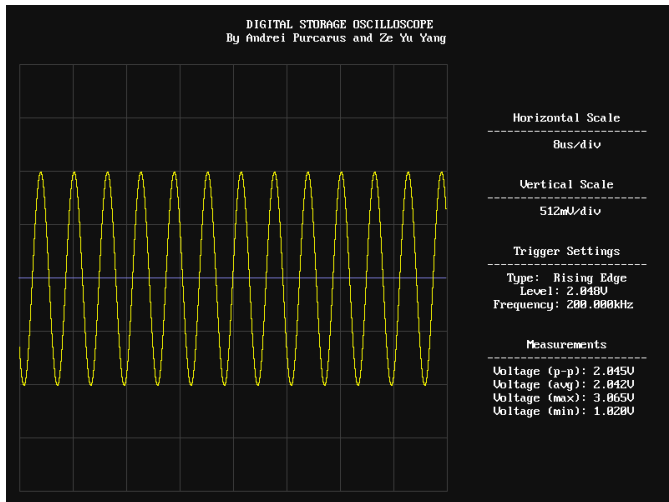 DIGITAL STORAGE OSCILLOSCOPE
By Andrei Purcarus and Ze Yu Yang
Horizontal Scale
8us/div
Vertical Scale
512mV/div
Trigger Settings
Type: Rising Edge
Level: 2.048V
Frequency: 200.000kHz
Measurements
Voltage (p-p): 2.045V
Voltage (avg): 2.042V
Voltage (max): 3.065V
Voltage (min): 1.020V